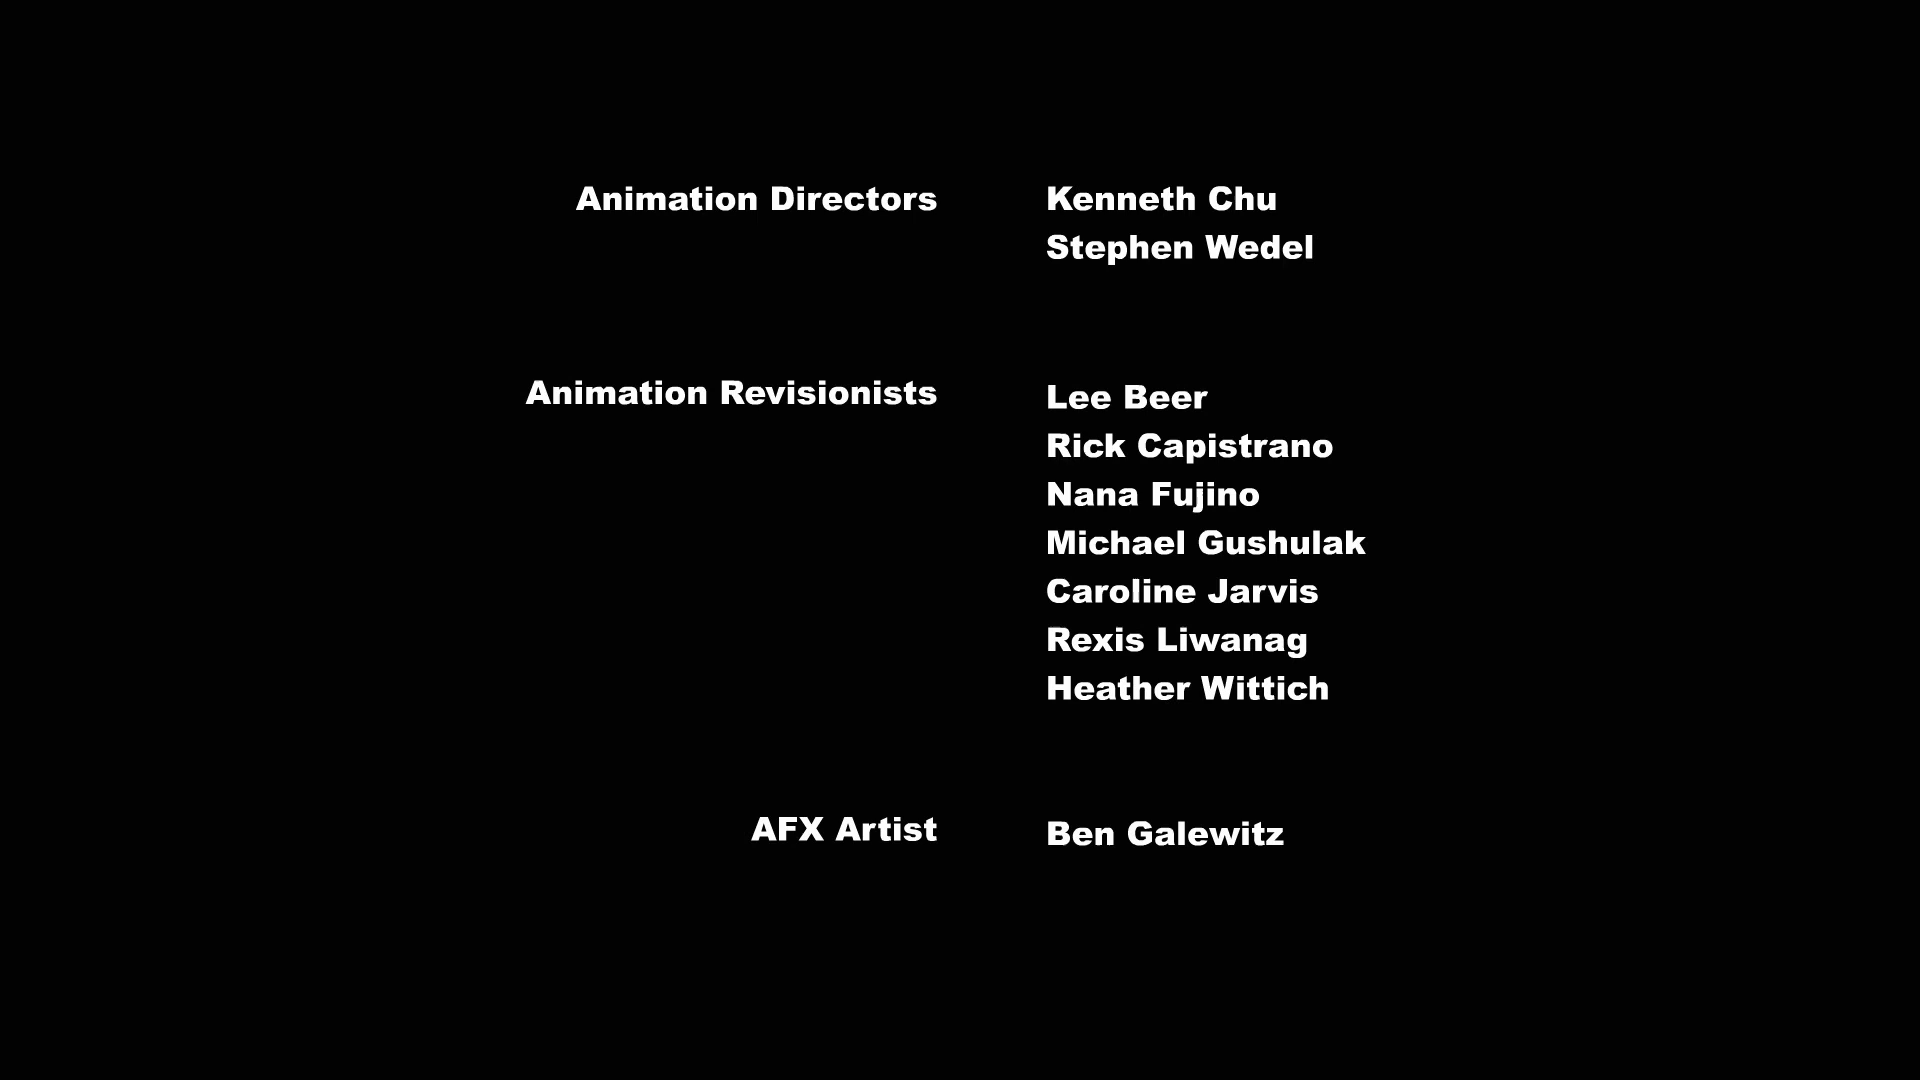 Animation Directors Kenneth Chu
Stephen Wedel
Animation Revisionists Lee Beer
Rick Capistrano
Nana Fujino
Michael Gushulak
Caroline Jarvis
Rexis Liwanag
Heather Wittich
AFX Artist Ben Galewitz